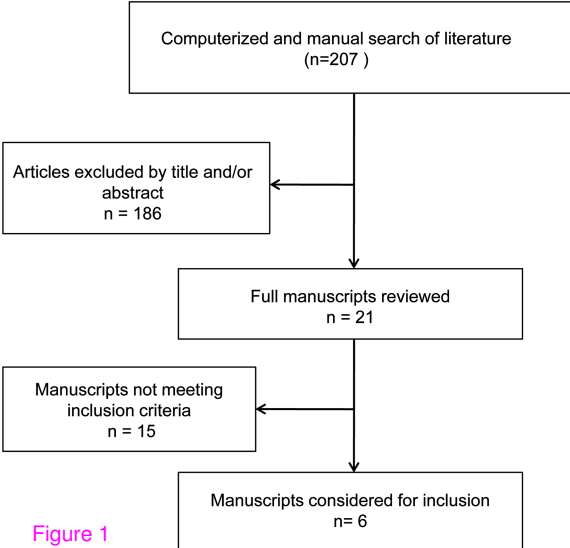 Computerized and manual search of literature
(n=207 )
Articles excluded by title and/or
abstract
n = 186
Full manuscripts reviewed
n = 21
Manuscripts not meeting
inclusion criteria
n = 15
Manuscripts considered for inclusion
n= 6
Figure 1